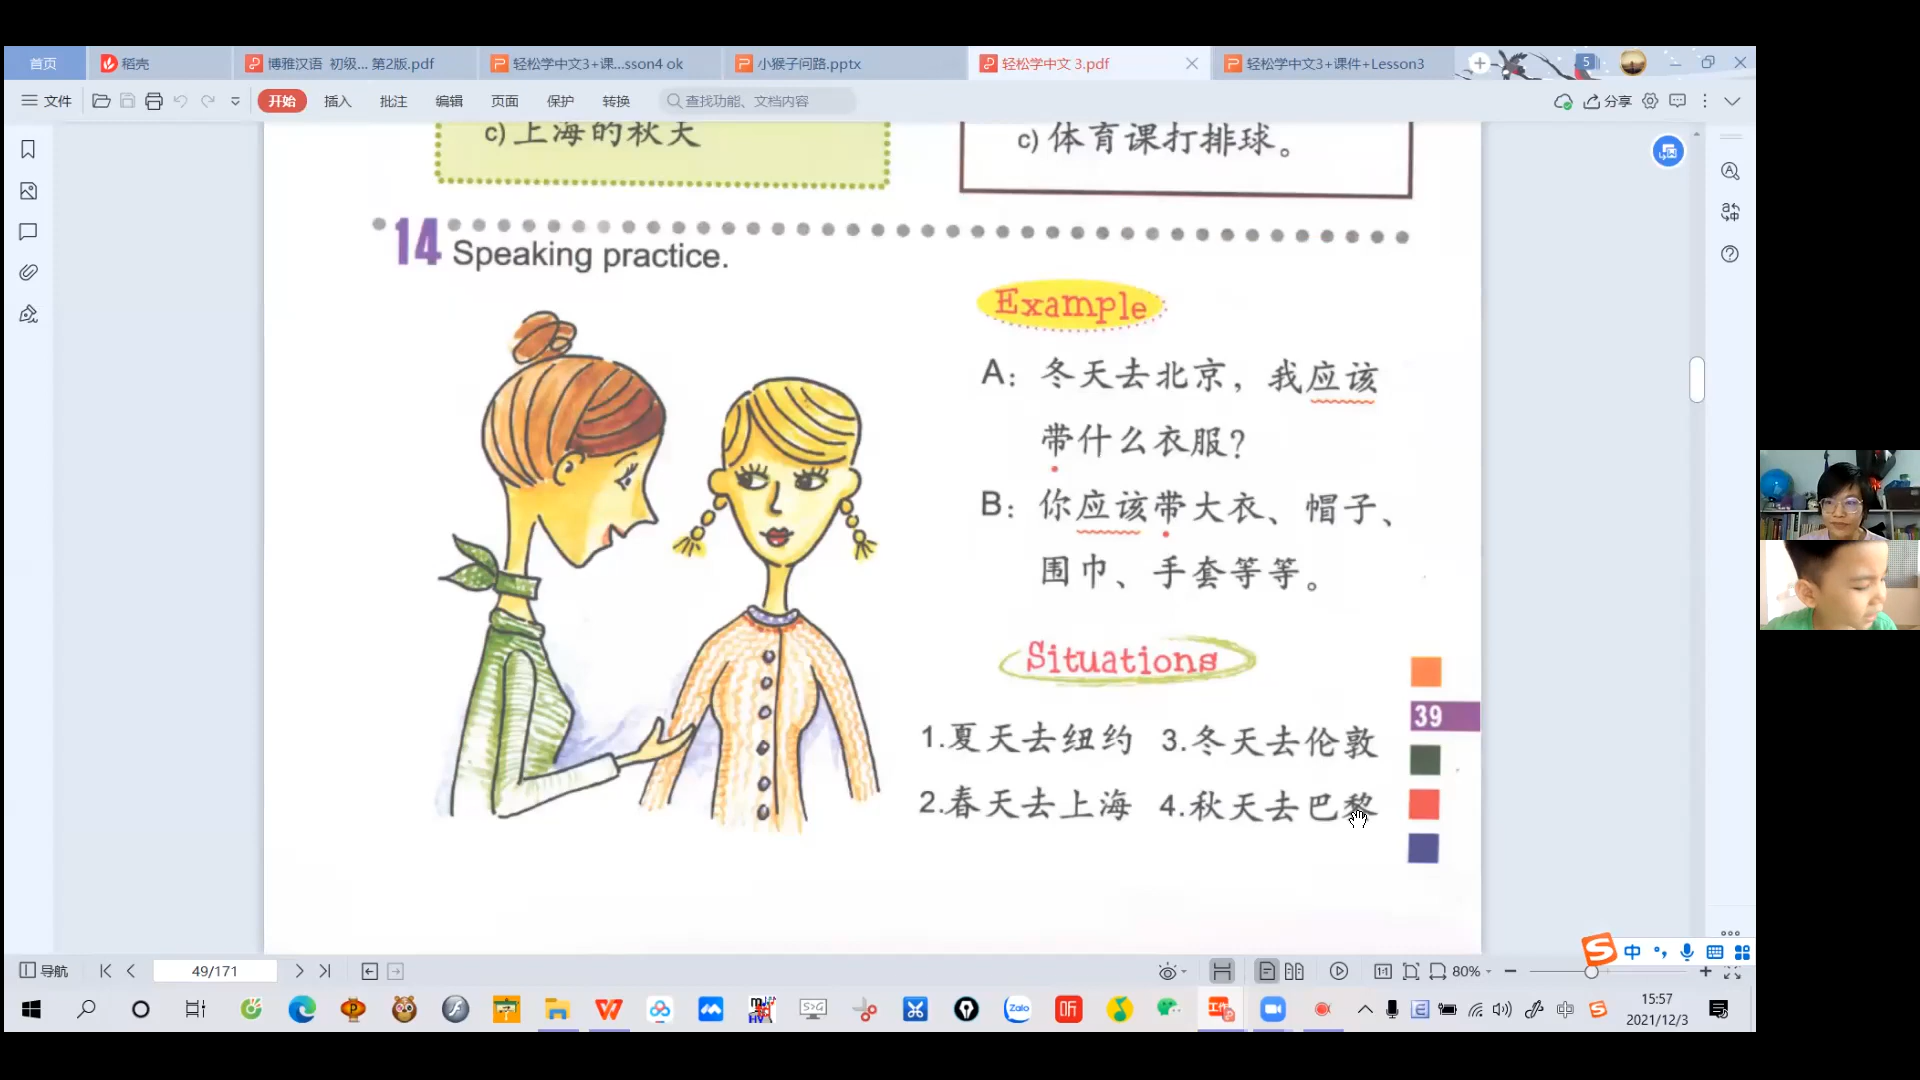 首页
稻壳
博雅汉语 初级... 第2版.pdf
轻松学中文3+课...sson4 ok
小猴子问路.pptx
轻松学中文 3.pdf
轻松学中文3+课件+Lesson3
5
文件
开始
插入
批注
编辑
页面
保护
转换
查找功能、文档内容
分享
c) 上海的秋天
c) 体育课打排球。
14 Speaking practice.
Example
A: 冬天去北京，我应该
带什么衣服?
B: 你应该带大衣、帽子、
围巾、手套等等。
Situations
1.夏天去纽约 3.冬天去伦敦
39
2.春天去上海 4.秋天去巴黎
中
导航
49/171
80%
Zalo
听
中
15:57
2021/12/3